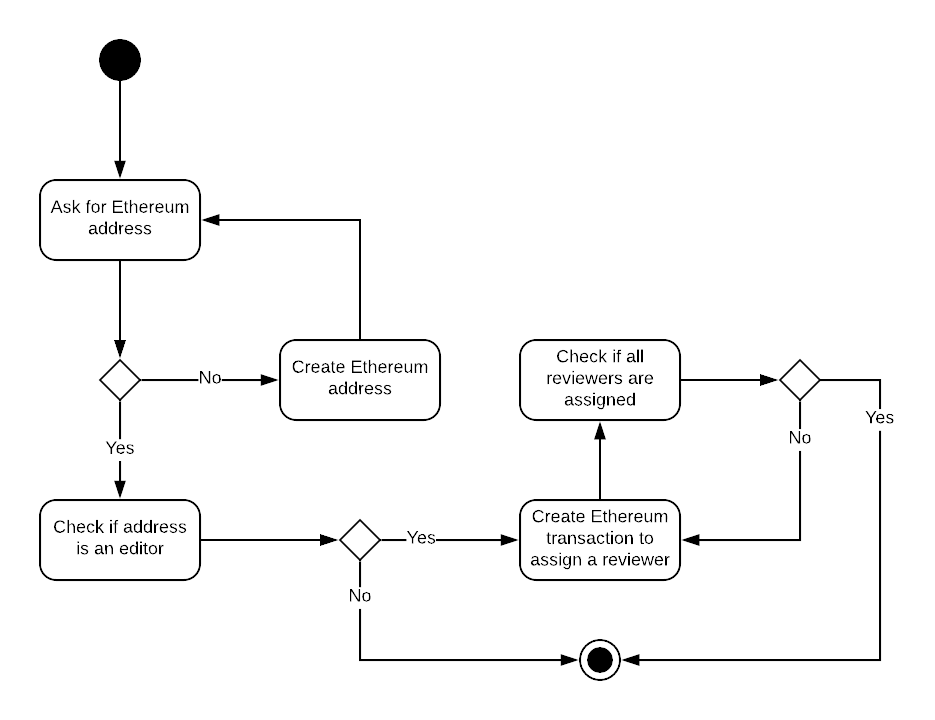 Ask for Ethereum
address
No
Create Ethereum
address
Yes
Check if address
is an editor
Yes
No
Create Ethereum
transaction to
assign a reviewer
Check if all
reviewers are
assigned
No
Yes